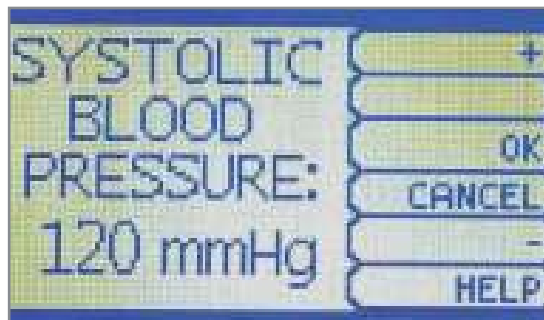 SYSTOLIC
BLOOD
PRESSURE:
120 mmHg
+
OK
CANCEL
-
HELP